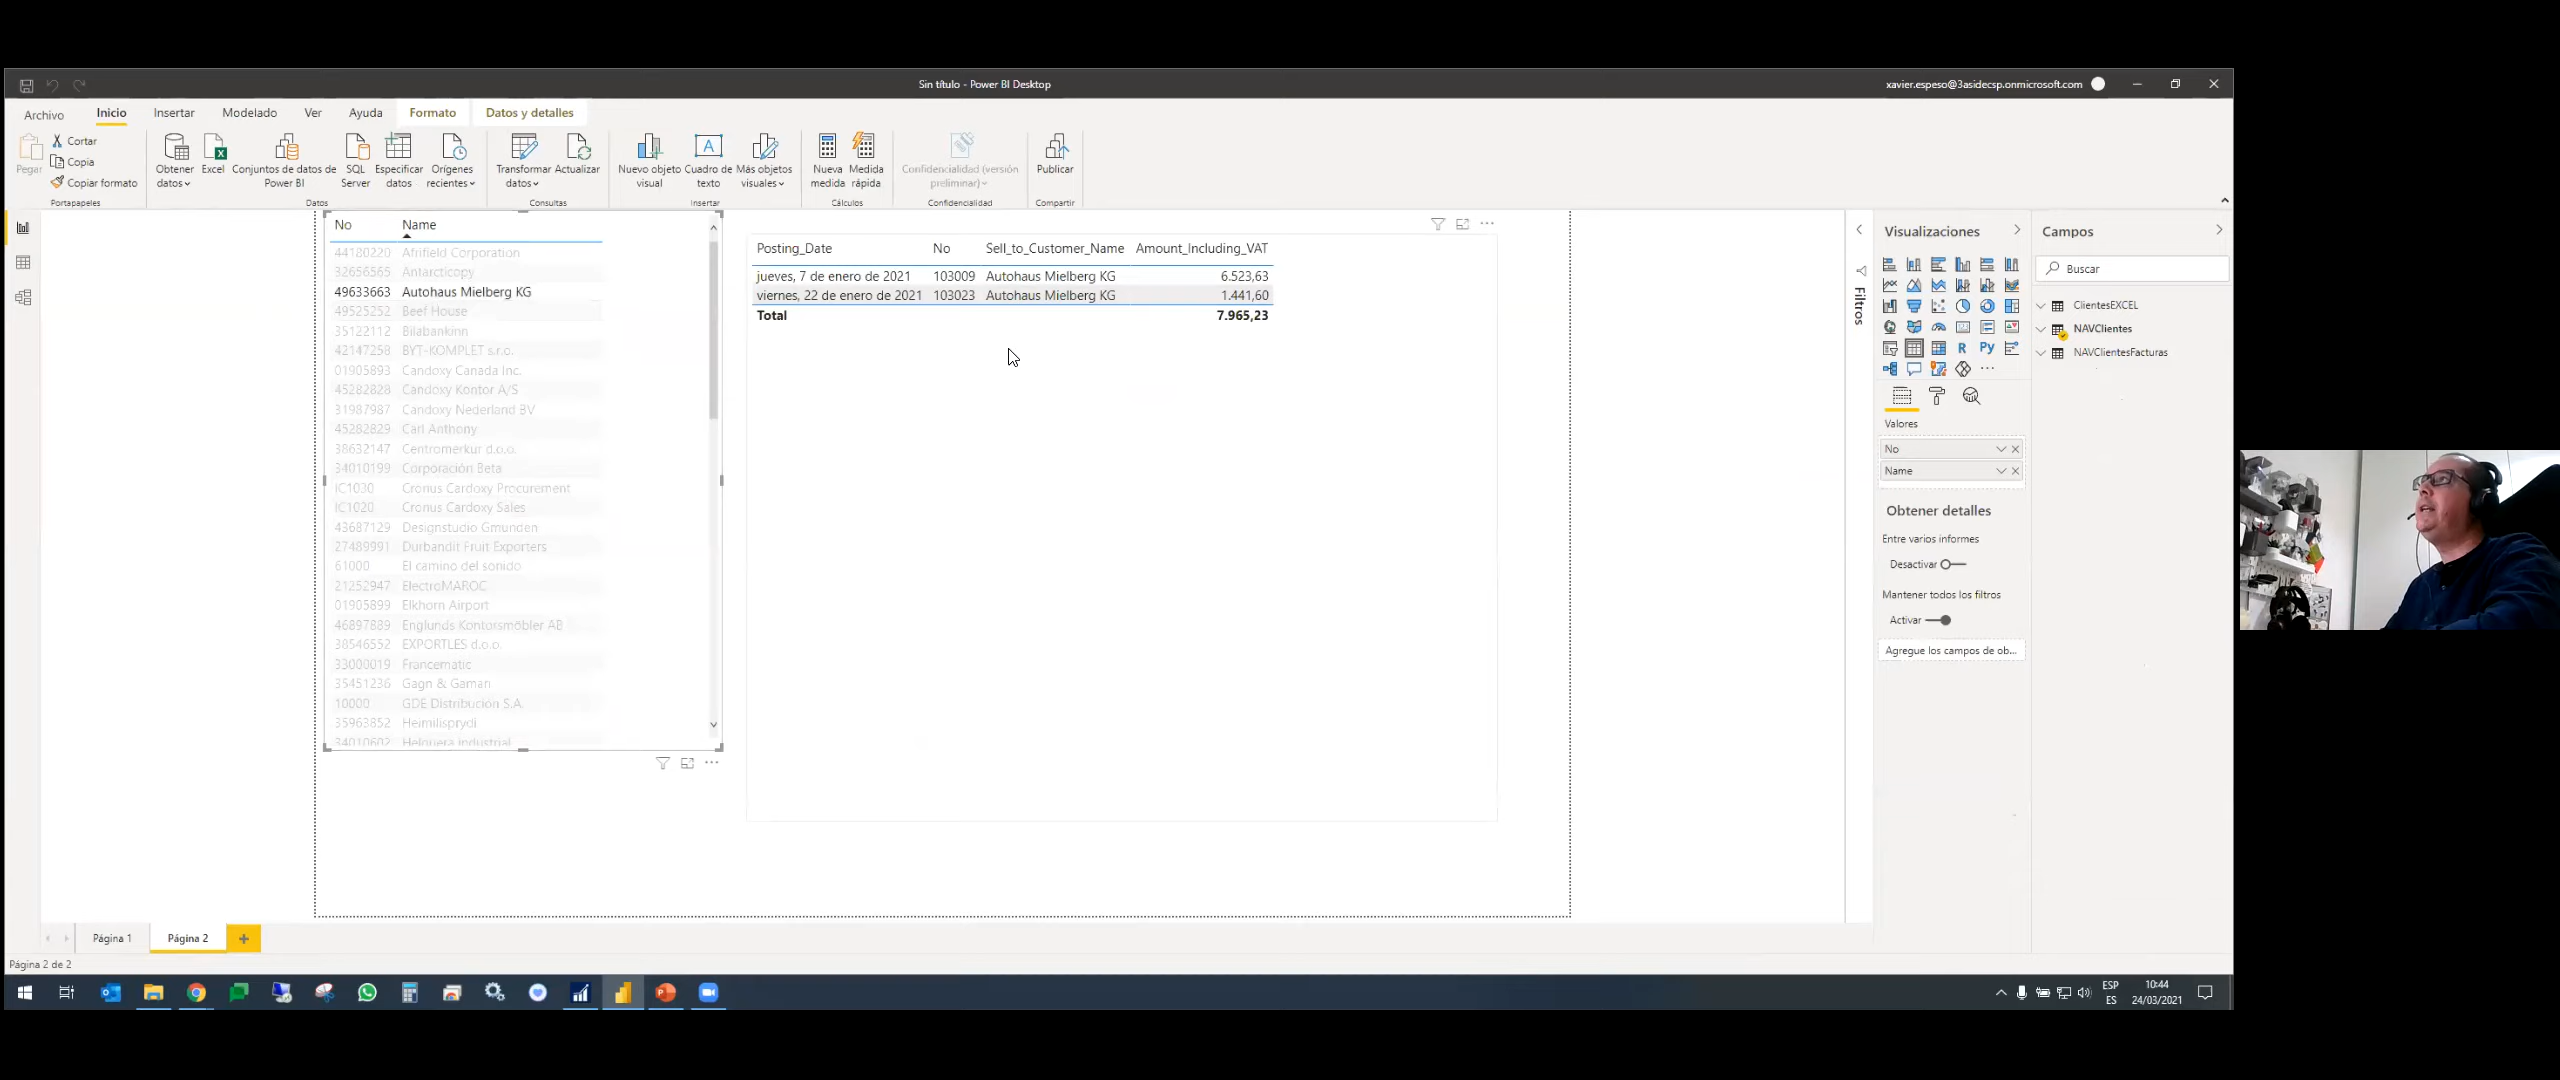 Sin título - Power BI Desktop
xavier.espeso@3asidecsp.onmicrosoft.com
Archivo Inicio Insertar Modelado Ver Ayuda Formato Datos y detalles
Pegar
Cortar
Copia
Copiar formato
Portapapeles
Obtener datos
Excel
Conjuntos de datos de Power BI
SQL Server
Especificar datos
Orígenes recientes
Datos
Transformar datos
Actualizar
Consultas
Nuevo objeto visual
Cuadro de texto
Más objetos visuales
Insertar
Nueva medida
Medida rápida
Cálculos
Confidencialidad (versión preliminar)
Confidencialidad
Publicar
Compartir
No Name
44180220 Afrifield Corporation
32656565 Antarcticopy
49633663 Autohaus Mielberg KG
49525252 Beef House
35122112 Bilabankinn
42147258 BYT-KOMPLET s.r.o.
01905893 Candoxy Canada Inc.
45282828 Candoxy Kontor A/S
31987987 Candoxy Nederland BV
45282829 Carl Anthony
38632147 Centromerkur d.o.o.
34010199 Corporación Beta
IC1030 Cronus Cardoxy Procurement
IC1020 Cronus Cardoxy Sales
43687129 Designstudio Gmunden
27489991 Durbandit Fruit Exporters
61000 El camino del sonido
21252947 ElectroMAROC
01905899 Elkhorn Airport
46897889 Englunds Kontorsmöbler AB
38546552 EXPORTLES d.o.o.
33000019 Francematic
35451236 Gagn & Gaman
10000 GDE Distribución S.A.
35963852 Heimilisprydi
34010602 Helguera industrial
Posting_Date No Sell_to_Customer_Name Amount_Including_VAT
jueves, 7 de enero de 2021 103009 Autohaus Mielberg KG 6.523,63
viernes, 22 de enero de 2021 103023 Autohaus Mielberg KG 1.441,60
Total 7.965,23
Filtros
Visualizaciones
R Py
Valores
No
Name
Obtener detalles
Entre varios informes
Desactivar
Mantener todos los filtros
Activar
Agregue los campos de ob...
Campos
Buscar
ClientesEXCEL
NAVClientes
NAVClientesFacturas
Página 1 Página 2 +
Página 2 de 2
ESP
ES
10:44
24/03/2021